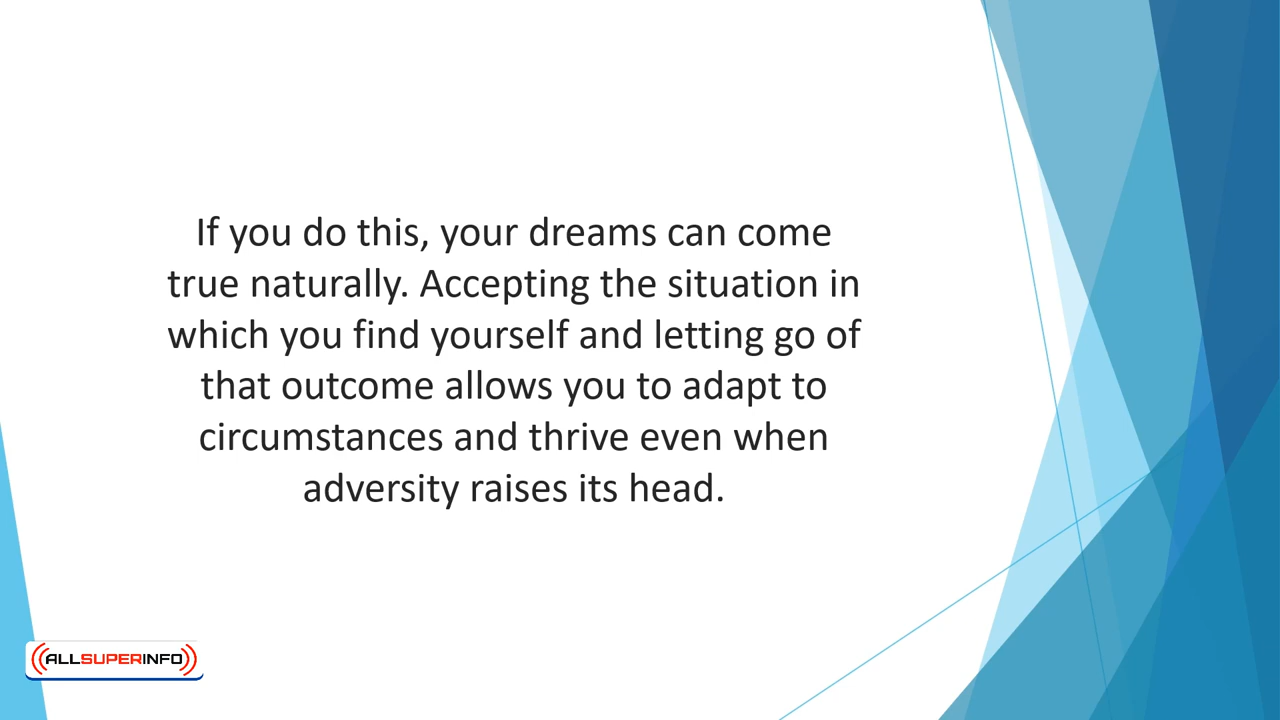 If you do this, your dreams can come
true naturally. Accepting the situation in
which you find yourself and letting go of
that outcome allows you to adapt to
circumstances and thrive even when
adversity raises its head.
ALLSUPERINFO